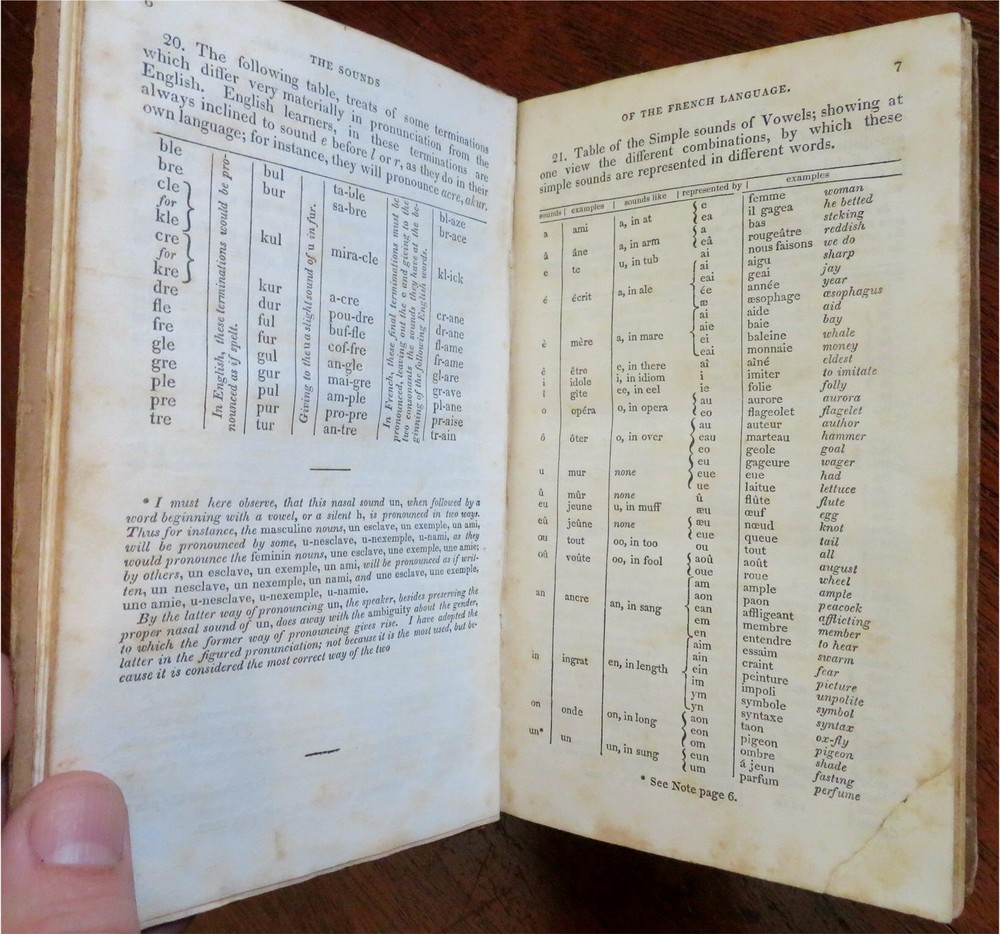 6
THE SOUNDS
20. The following table, treats of some terminations
which differ very materially in pronunciation from the
English. English learners, in these terminations are
always inclined to sound e before l or r, as they do in their
own language; for instance, they will pronounce acre, akur.
ble
bre
cle
for
kle
cre
for
kre
dre
fle
fre
gle
gre
ple
pre
tre
In English, these terminations would be pro-
nounced as if spelt.
bul
bur
kul
kur
dur
ful
fur
gul
gur
pul
pur
tur
Giving to the u a slight sound of u in fur.
ta-ble
sa-bre
mira-cle
a-cre
pou-dre
buf-fle
cof-fre
an-gle
mai-gre
am-ple
pro-pre
an-tre
In French, these final terminations must be
pronounced, leaving out the e and giving to the
two consonants the sounds they have at the be-
ginning of the following English words.
bl-aze
br-ace
kl-ick
cr-ane
dr-ane
fl-ame
fr-ame
gl-are
gr-ave
pl-ane
pr-aise
tr-ain
* I must here observe, that this nasal sound un, when followed by a
word beginning with a vowel, or a silent h, is pronounced in two ways.
Thus for instance, the masculino nouns, un esclave, un exemple, un ami,
will be pronounced by some, u-nesclave, u-nexemple, u-nami, as they
would pronounce the feminin nouns, une esclave, une exemple, une amie;
by others, un esclave, un exemple, un ami, will be pronounced as if writ-
ten, un nesclave, un nexemple, un nami, and une esclave, une exemple,
une amie, u-nesclave, u-nexemple, u-namie.
By the latter way of pronouncing un, the speaker, besides preserving the
proper nasal sound of un, does away with the ambiguity about the gender,
to which the former way of pronouncing gives rise. I have adopted the
latter in the figured pronunciation; not because it is the most used, but be-
cause it is considered the most correct way of the two
7
OF THE FRENCH LANGUAGE.
21. Table of the Simple sounds of Vowels; showing at
one view the different combinations, by which these
simple sounds are represented in different words.
sounds examples sounds like represented by examples
a ami a, in at e femme woman
ea il gagea he betted
â âne a, in arm a bas stcking
eâ rougeâtre reddish
e te u, in tub ai nous faisons we do
é écrit a, in ale ai aigu sharp
eai geai jay
ée année year
œ œsophage œsophagus
è mère a, in mare ai aide aid
aie baie bay
ei baleine whale
eai monnaie money
ê être e, in there aî aîné eldest
i idole i, in idiom i imiter to imitate
î gîte ee, in eel ie folie folly
o opéra o, in opera au aurore aurora
eo flageolet flagelet
ô ôter o, in over au auteur author
eau marteau hammer
eo geole goal
u mur none eu gageure wager
eue eue had
ue laitue lettuce
û mûr none û flûte flute
eu jeune u, in muff œu œuf egg
eû jeûne none œu nœud knot
eue queue tail
ou tout oo, in too ou tout all
oû voûte oo, in fool aoû août august
oue roue wheel
an ancre an, in sang am ample ample
aon paon peacock
ean affligeant afflicting
em membre member
en entendre to hear
in ingrat en, in length aim essaim swarm
ain craint fear
ein peinture picture
im impoli unpolite
ym symbole symbol
yn syntaxe syntax
on onde on, in long aon taon ox-fly
eon pigeon pigeon
om ombre shade
un* un un, in sung eun á jeun fasting
um parfum perfume
* See Note page 6.